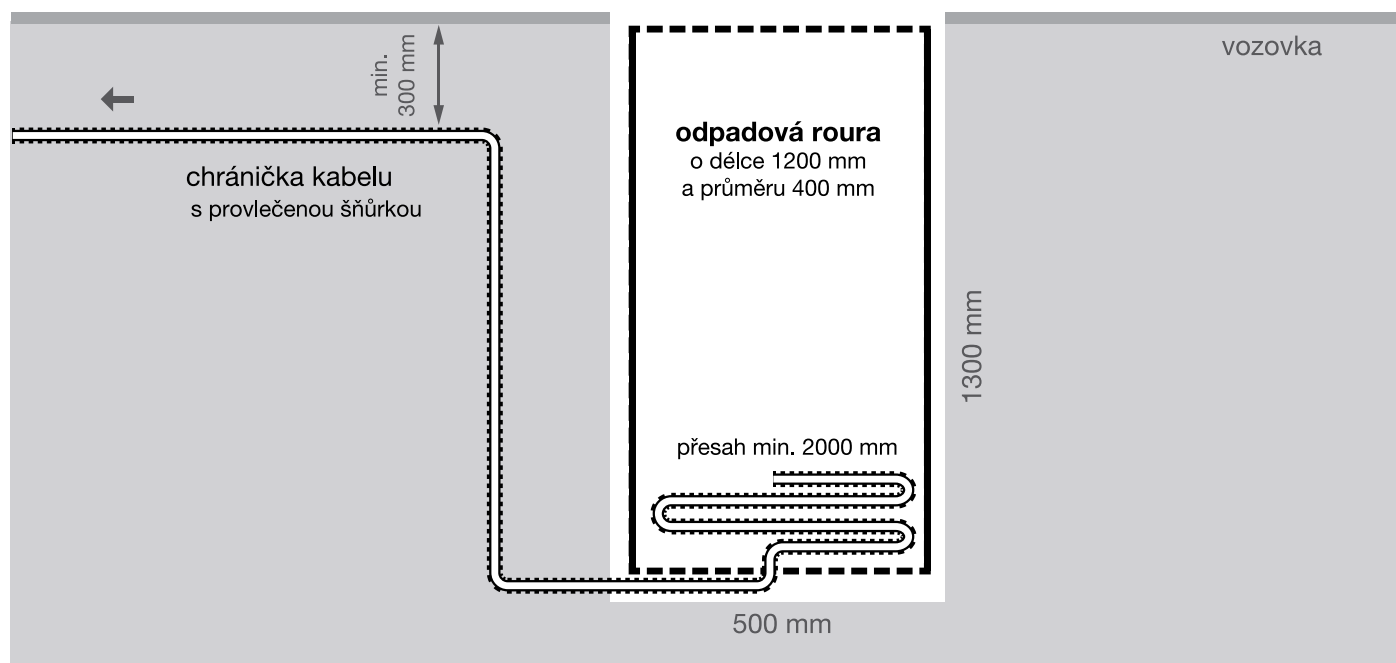 vozovka
min.
300 mm
odpadová roura
o délce 1200 mm
a průměru 400 mm
chránička kabelu
s provlečenou šňůrkou
1300 mm
přesah min. 2000 mm
500 mm